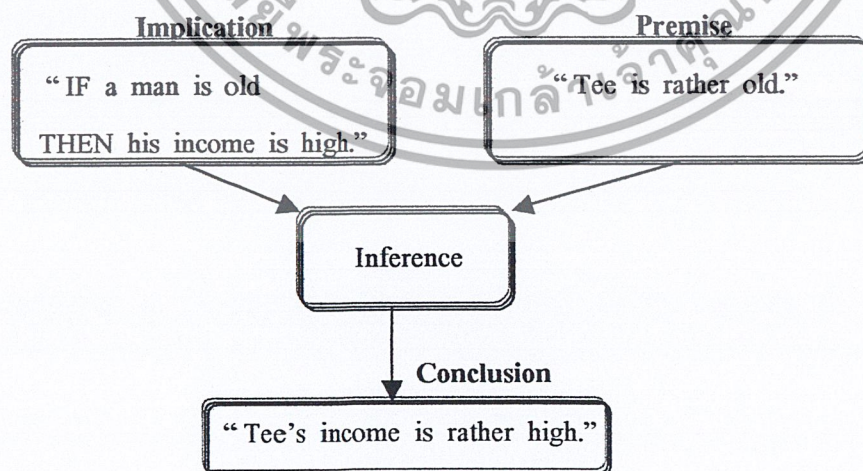 Implication
Premise
“ IF a man is old
THEN his income is high.”
“ Tee is rather old.”
Inference
Conclusion
“ Tee's income is rather high.”